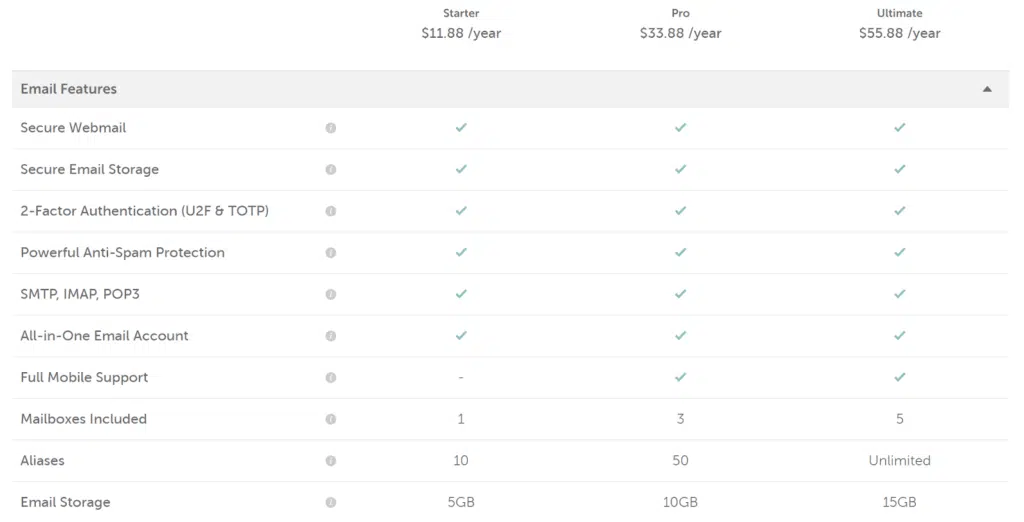 Starter Pro Ultimate
$11.88 /year $33.88 /year $55.88 /year
Email Features
Secure Webmail
Secure Email Storage
2-Factor Authentication (U2F & TOTP)
Powerful Anti-Spam Protection
SMTP, IMAP, POP3
All-in-One Email Account
Full Mobile Support -
Mailboxes Included 1 3 5
Aliases 10 50 Unlimited
Email Storage 5GB 10GB 15GB